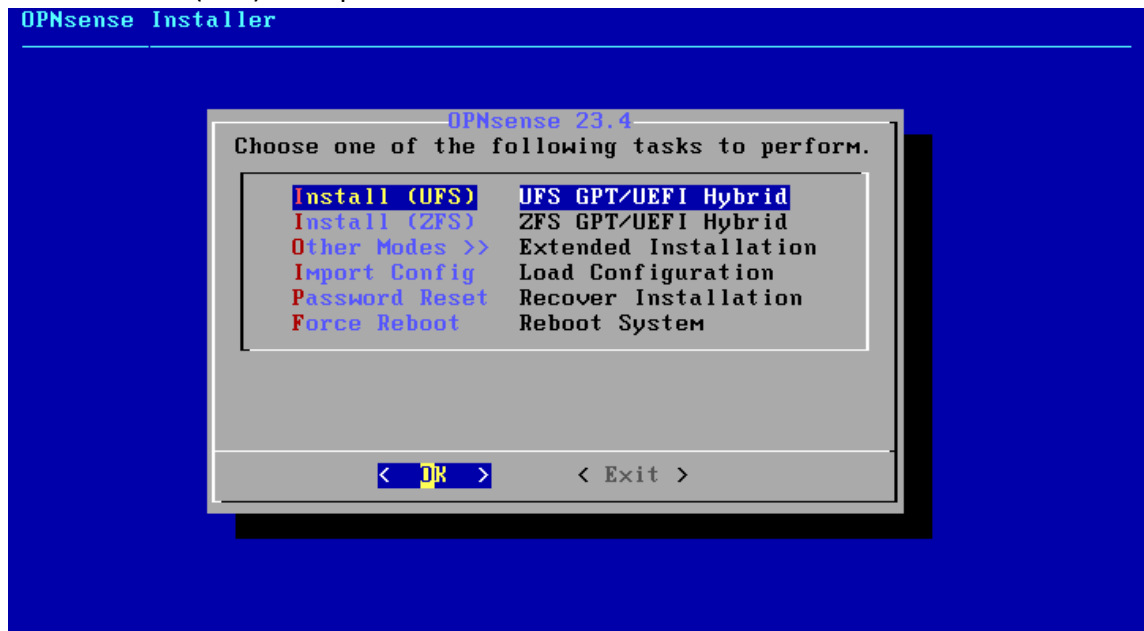 OPNsense Installer
OPNsense 23.4
Choose one of the following tasks to perform.
Install (UFS) UFS GPT/UEFI Hybrid
Install (ZFS) ZFS GPT/UEFI Hybrid
Other Modes >> Extended Installation
Import Config Load Configuration
Password Reset Recover Installation
Force Reboot Reboot System
< OK > < Exit >